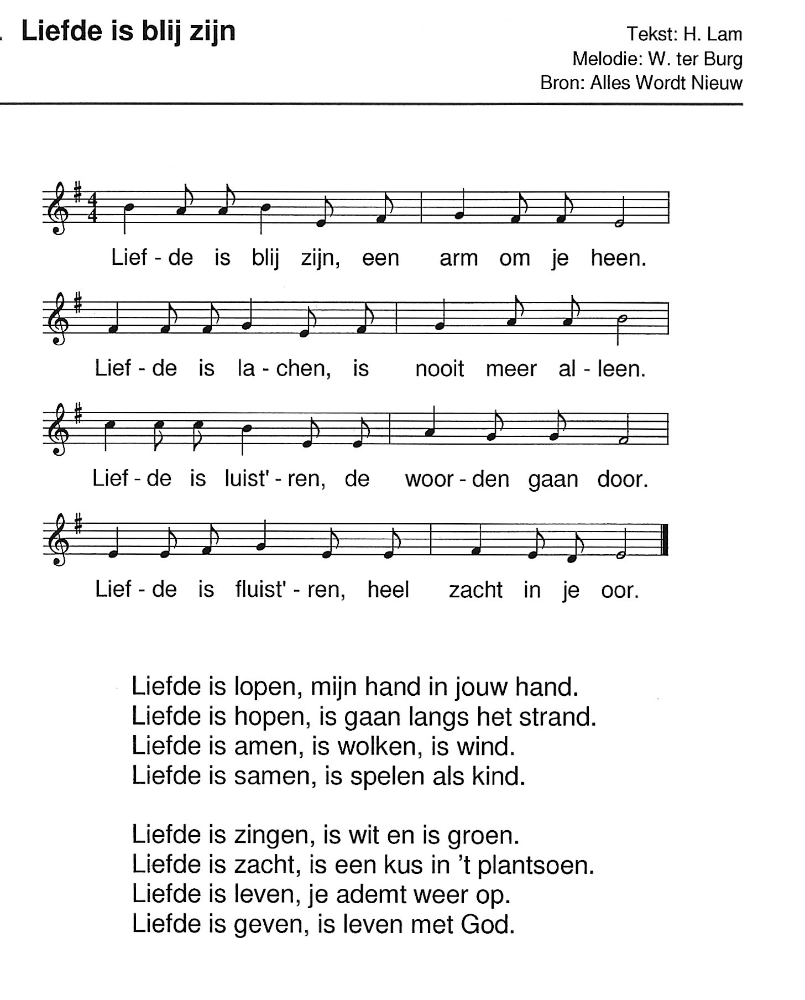 . Liefde is blij zijn
Tekst: H. Lam
Melodie: W. ter Burg
Bron: Alles Wordt Nieuw
4
4
Lief - de is blij zijn, een arm om je heen.
Lief - de is la - chen, is nooit meer al - leen.
Lief - de is luist' - ren, de woor - den gaan door.
Lief - de is fluist' - ren, heel zacht in je oor.
Liefde is lopen, mijn hand in jouw hand.
Liefde is hopen, is gaan langs het strand.
Liefde is amen, is wolken, is wind.
Liefde is samen, is spelen als kind.
Liefde is zingen, is wit en is groen.
Liefde is zacht, is een kus in 't plantsoen.
Liefde is leven, je ademt weer op.
Liefde is geven, is leven met God.